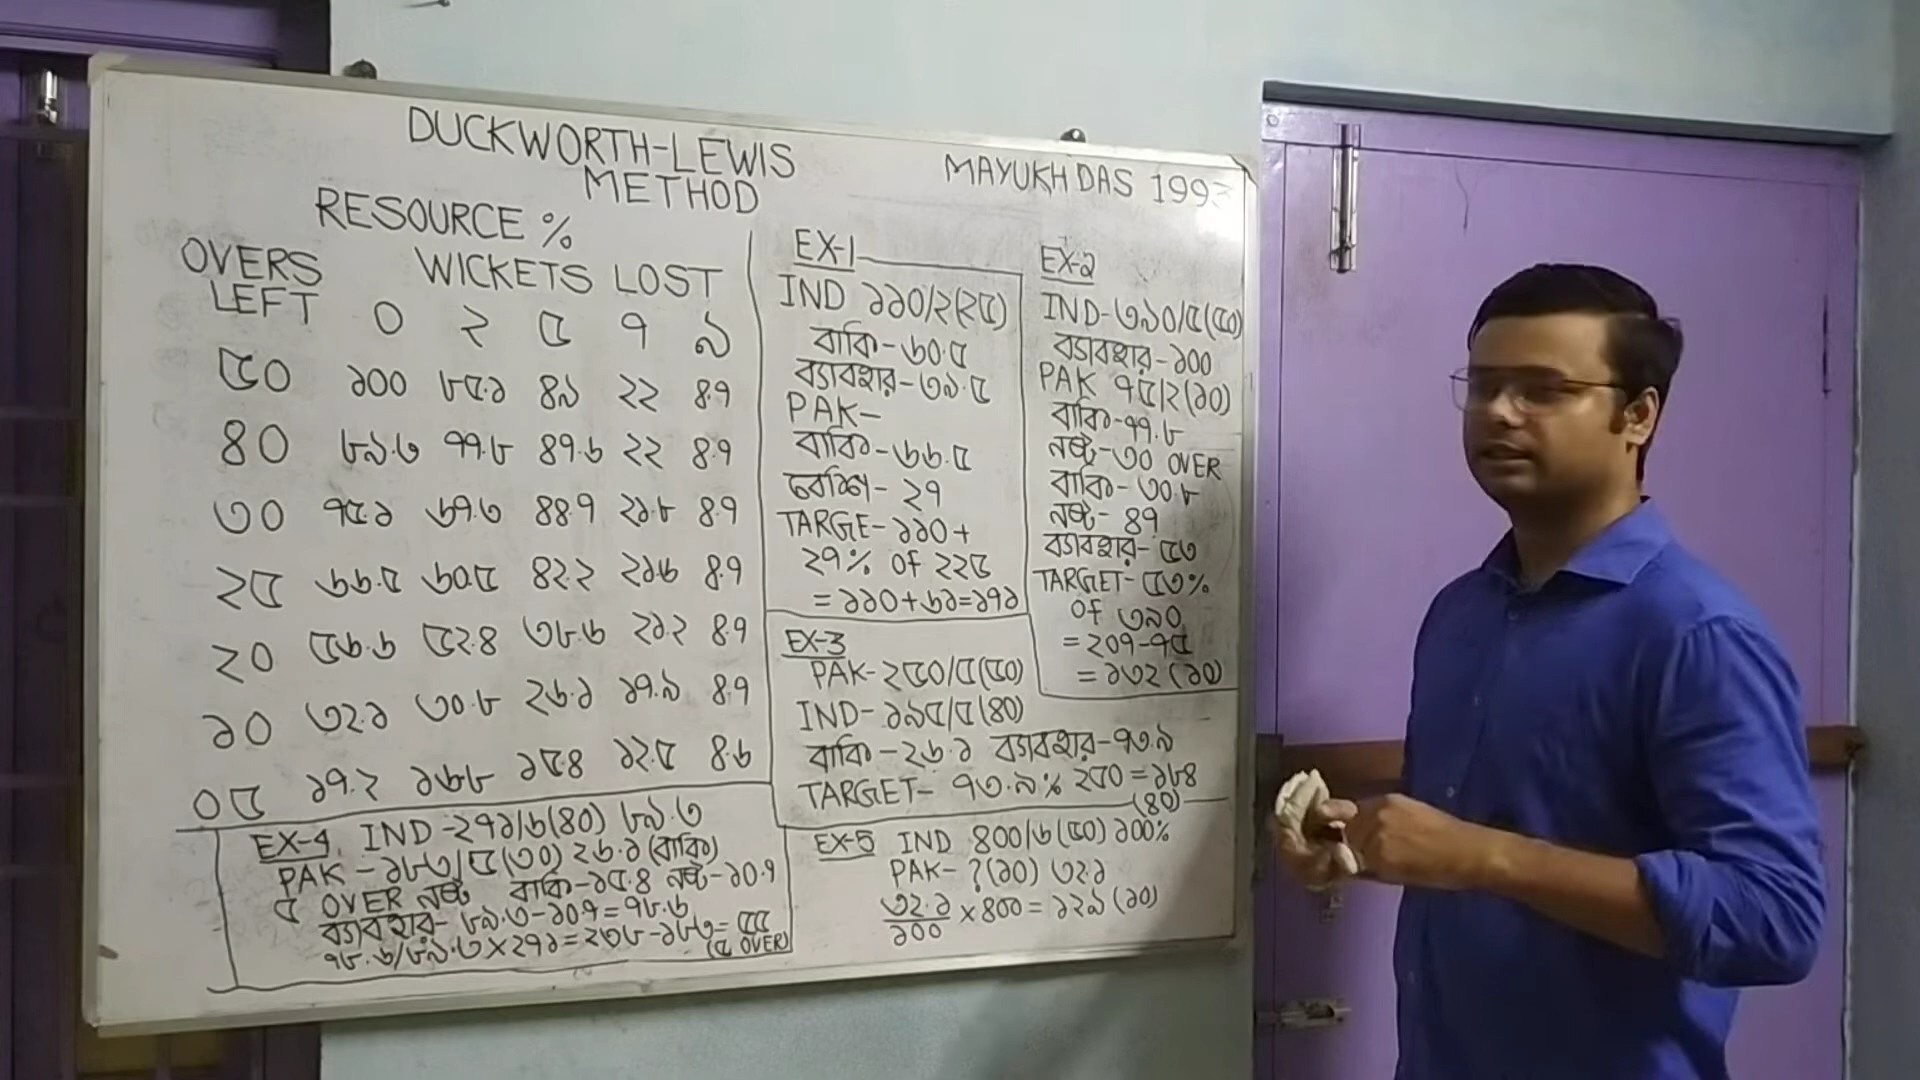 DUCKWORTH-LEWIS
METHOD
MAYUKH DAS 1993
RESOURCE %
OVERS
LEFT
WICKETS LOST
০ ২ ৫ ৭ ৯
৫০ ১০০ ৮৫.১ ৪৯ ২২ ৪.৭
৪০ ৮৯.৩ ৭৭.৮ ৪৭.৬ ২২ ৪.৭
৩০ ৭৫.১ ৬৭.৩ ৪৪.৭ ২১.৮ ৪.৭
২৫ ৬৬.৫ ৬০.৫ ৪২.২ ২১.৬ ৪.৭
২০ ৫৬.৬ ৫২.৪ ৩৮.৬ ২১.২ ৪.৭
১০ ৩২.১ ৩০.৮ ২৬.১ ১৭.৯ ৪.৭
০৫ ১৭.২ ১৬.৮ ১৫.৪ ১২.৫ ৪.৬
EX-1
IND ১১০/২(২৫)
বাকি-৬০.৫
ব্যাবহার-৩৯.৫
PAK-
বাকি-৬৬.৫
বেশি-২৭
TARGE-১১০+
২৭% OF ২২৫
=১১০+৬১=১৭১
EX-2
IND-৩৯০/৫(৫০)
ব্যাবহার-১০০
PAK ৭৫/২(১০)
বাকি-৭৭.৮
নষ্ট-৩০ OVER
বাকি-৩০.৮
নষ্ট-৪৭
ব্যাবহার-৫৩
TARGET-৫৩%
OF ৩৯০
=২০৭-৭৫
=১৩২(১০)
EX-3
PAK-২৫০/৫(৫০)
IND-১৯৫/৫(৪০)
বাকি-২৬.১ ব্যাবহার-৭৩.৯
TARGET-৭৩.৯% ২৫০=১৮৪
(৪০)
EX-4 IND-২৭১/৬(৪০) ৮৯.৩
PAK-১৮৩/৫(৩০) ২৬.১(বাকি)
৫ OVER নষ্ট বাকি-১৫.৪ নষ্ট-১০.৭
ব্যাবহার-৮৯.৩-১০.৭=৭৮.৬
৭৮.৬/৮৯.৩×২৭১=২৩৮-১৮৩=৫৫
(৫ OVER)
EX-5 IND ৪০০/৬(৫০) ১০০%
PAK-?(১০) ৩২.১
৩২.১
১০০ ×৪০০=১২৯(১০)